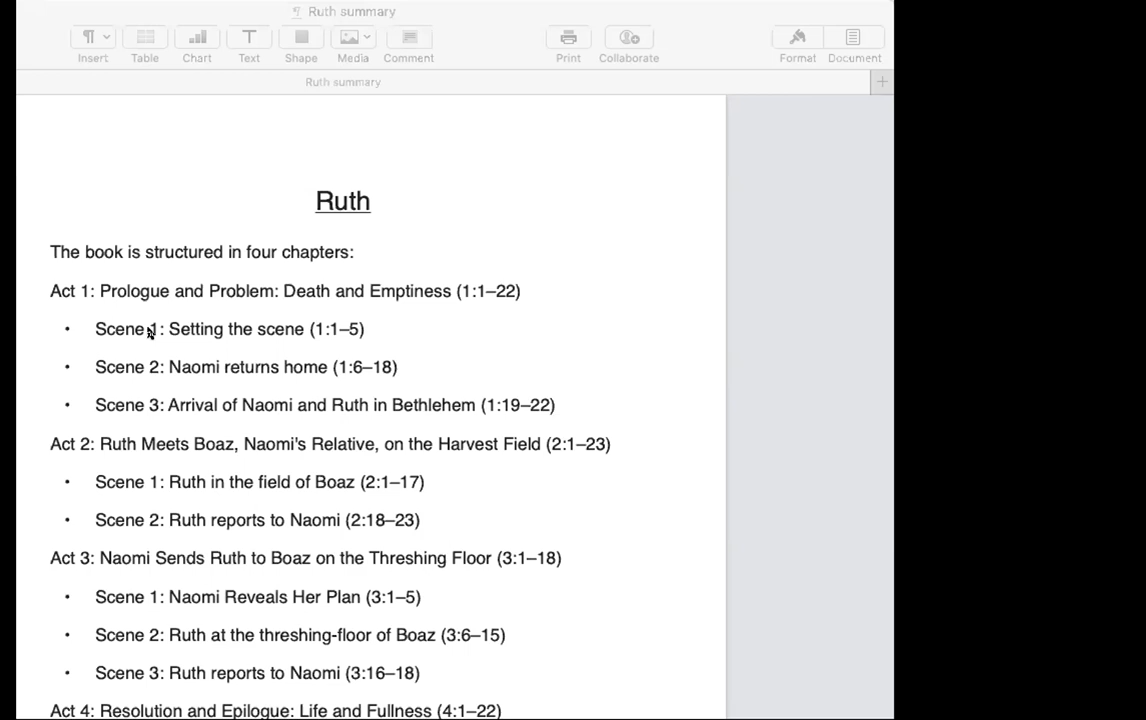 Ruth summary
Insert Table Chart Text Shape Media Comment Print Collaborate Format Document
Ruth summary
Ruth
The book is structured in four chapters:
Act 1: Prologue and Problem: Death and Emptiness (1:1–22)
• Scene 1: Setting the scene (1:1–5)
• Scene 2: Naomi returns home (1:6–18)
• Scene 3: Arrival of Naomi and Ruth in Bethlehem (1:19–22)
Act 2: Ruth Meets Boaz, Naomi's Relative, on the Harvest Field (2:1–23)
• Scene 1: Ruth in the field of Boaz (2:1–17)
• Scene 2: Ruth reports to Naomi (2:18–23)
Act 3: Naomi Sends Ruth to Boaz on the Threshing Floor (3:1–18)
• Scene 1: Naomi Reveals Her Plan (3:1–5)
• Scene 2: Ruth at the threshing-floor of Boaz (3:6–15)
• Scene 3: Ruth reports to Naomi (3:16–18)
Act 4: Resolution and Epilogue: Life and Fullness (4:1–22)